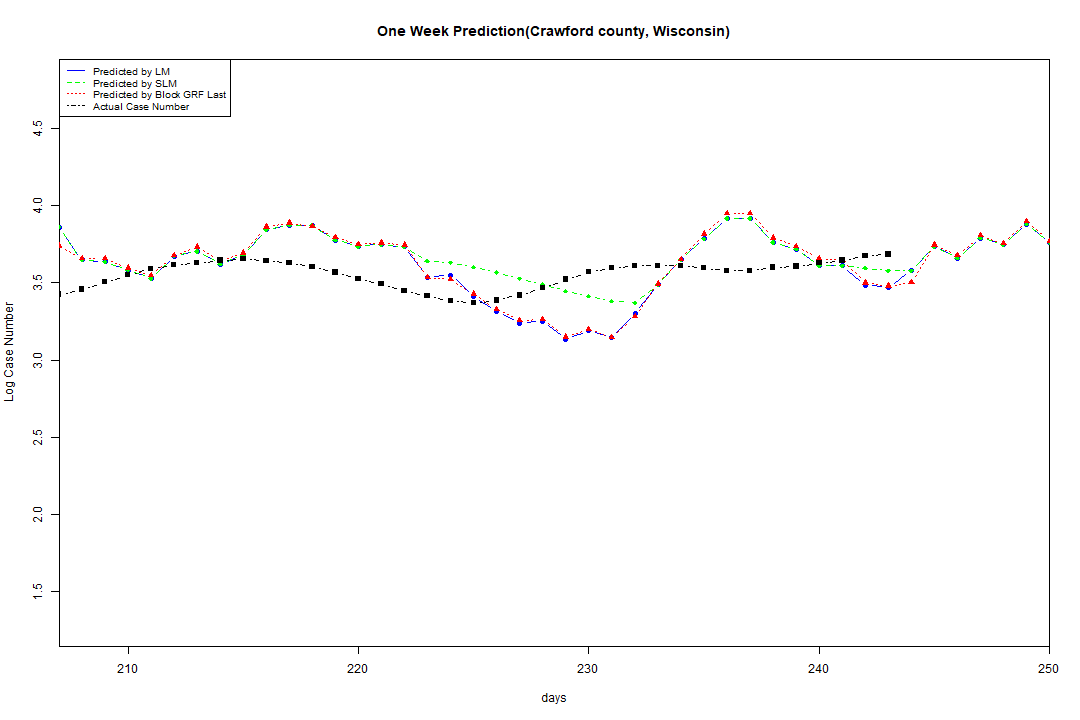 One Week Prediction(Crawford county, Wisconsin)
Predicted by LM
Predicted by SLM
Predicted by Block GRF Last
Actual Case Number
4.5
4.0
3.5
3.0
2.5
2.0
1.5
Log Case Number
210
220
230
240
250
days